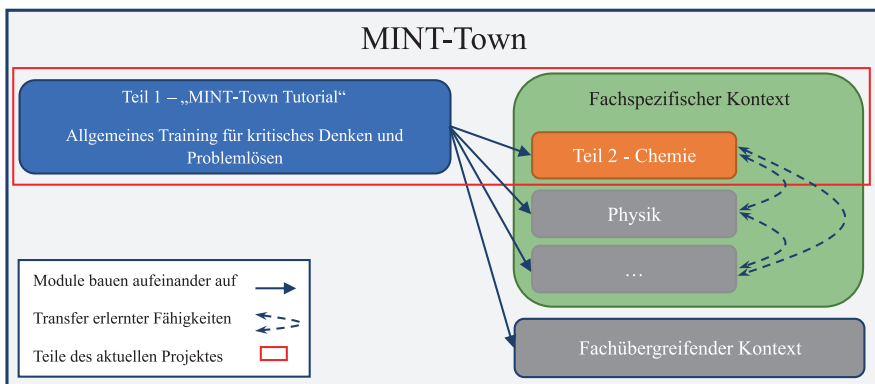 MINT-Town
Teil 1 – „MINT-Town Tutorial“
Allgemeines Training für kritisches Denken und
Problemlösen
Fachspezifischer Kontext
Teil 2 - Chemie
Physik
…
Fachübergreifender Kontext
Module bauen aufeinander auf
Transfer erlernter Fähigkeiten
Teile des aktuellen Projektes